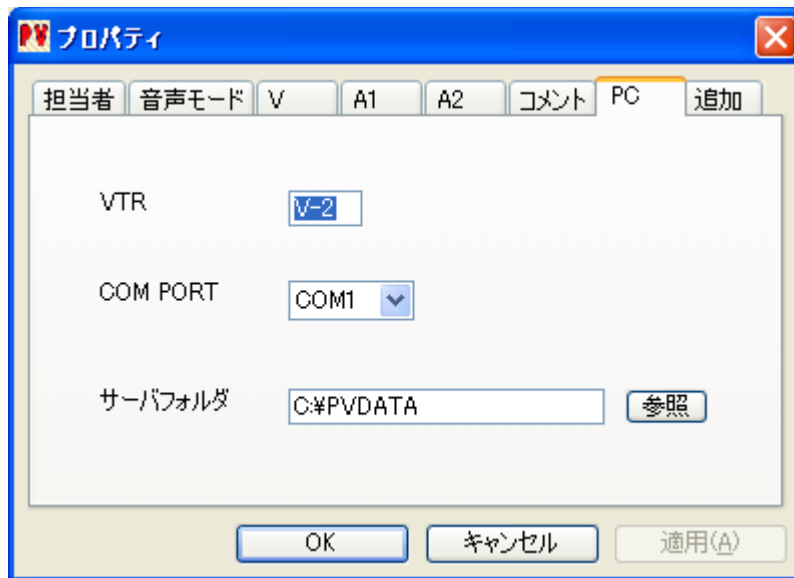 PV プロパティ
担当者 音声モード V A1 A2 コメント PC 追加
VTR V-2
COM PORT COM1
サーバフォルダ C:¥PVDATA 参照
OK キャンセル 適用(A)